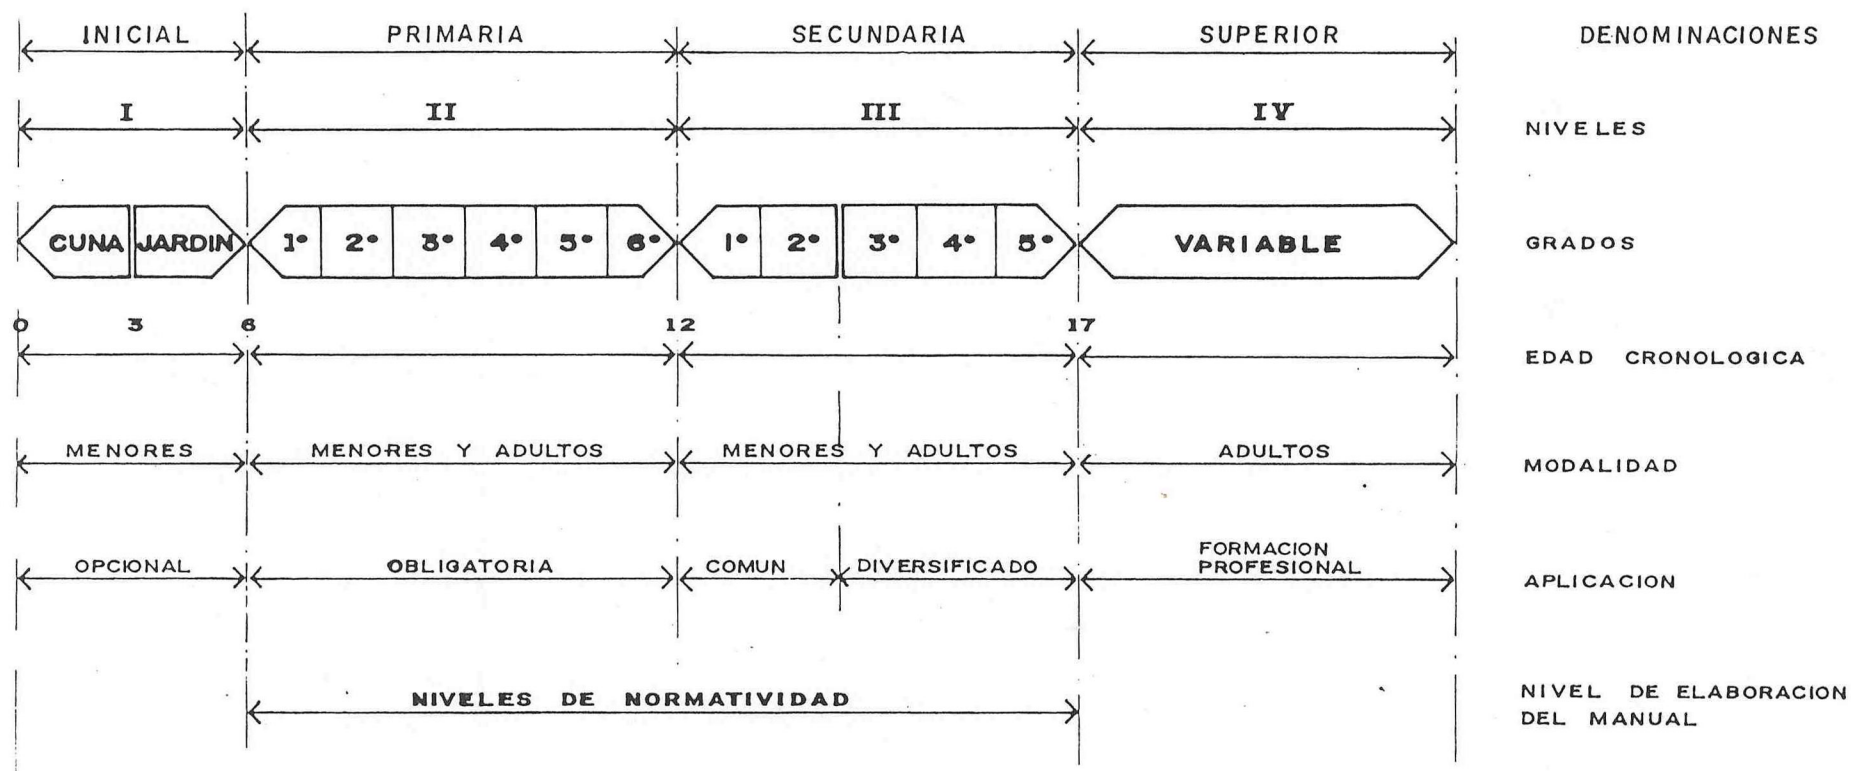 INICIAL PRIMARIA SECUNDARIA SUPERIOR DENOMINACIONES
I II III IV NIVELES
CUNA JARDIN 1° 2° 3° 4° 5° 6° 1° 2° 3° 4° 5° VARIABLE GRADOS
0 3 6 12 17
EDAD CRONOLOGICA
MENORES MENORES Y ADULTOS MENORES Y ADULTOS ADULTOS MODALIDAD
OPCIONAL OBLIGATORIA COMUN DIVERSIFICADO FORMACION
PROFESIONAL APLICACION
NIVELES DE NORMATIVIDAD NIVEL DE ELABORACION
DEL MANUAL